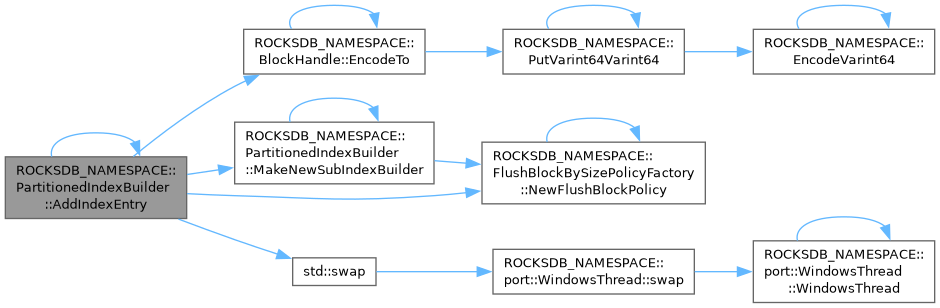 ROCKSDB_NAMESPACE::
BlockHandle::EncodeTo
ROCKSDB_NAMESPACE::
PutVarint64Varint64
ROCKSDB_NAMESPACE::
EncodeVarint64
ROCKSDB_NAMESPACE::
PartitionedIndexBuilder
::AddIndexEntry
ROCKSDB_NAMESPACE::
PartitionedIndexBuilder
::MakeNewSubIndexBuilder
ROCKSDB_NAMESPACE::
FlushBlockBySizePolicyFactory
::NewFlushBlockPolicy
std::swap
ROCKSDB_NAMESPACE::
port::WindowsThread::swap
ROCKSDB_NAMESPACE::
port::WindowsThread
::WindowsThread